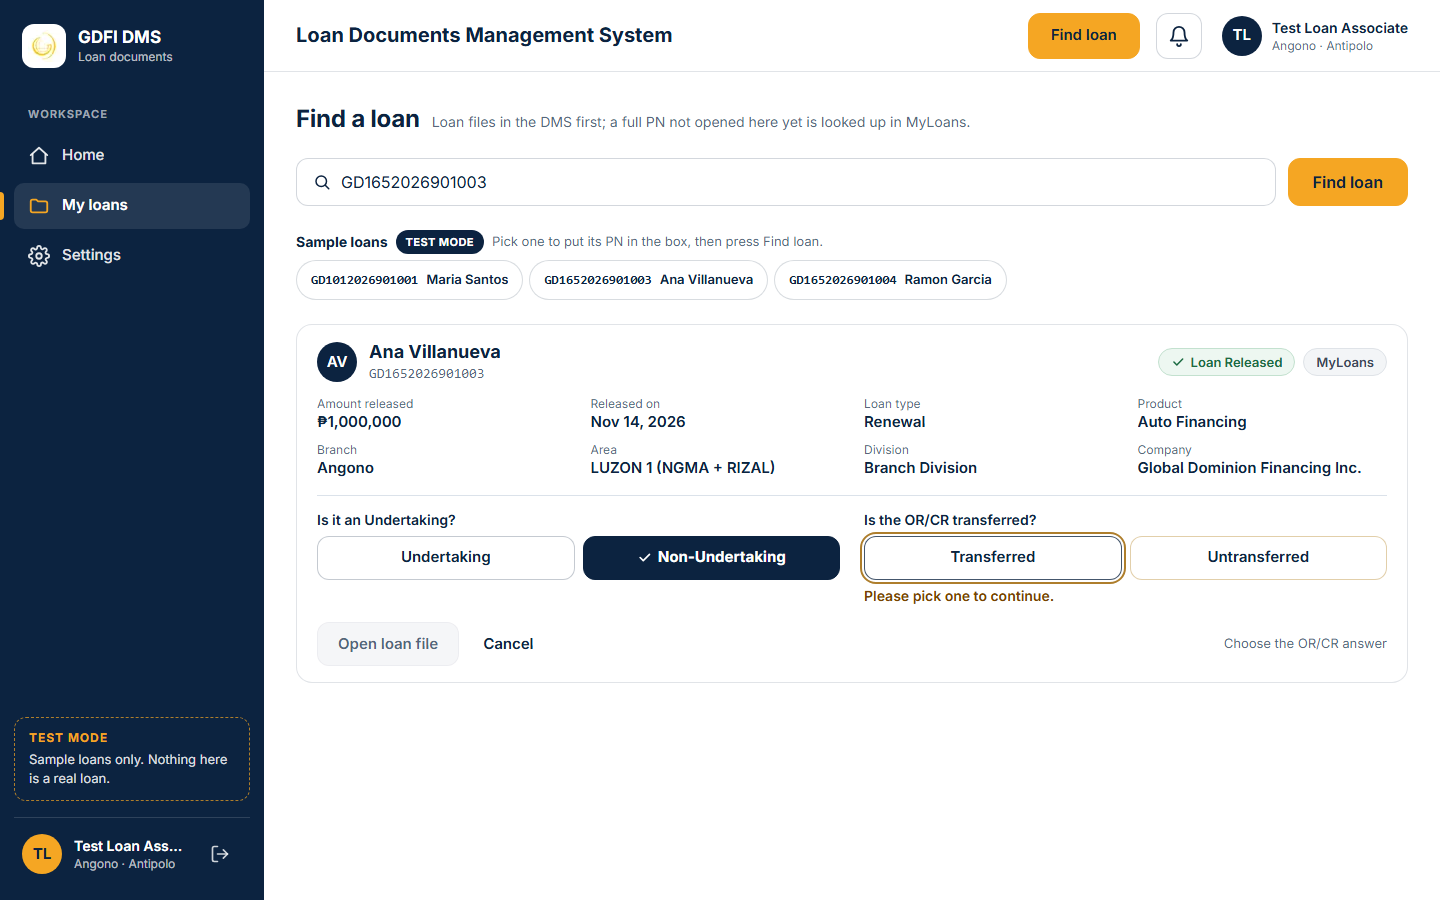 GDFI DMS
Loan documents
WORKSPACE
Home
My loans
Settings
TEST MODE
Sample loans only. Nothing here
is a real loan.
TL
Test Loan Ass...
Angono · Antipolo
Loan Documents Management System
Find loan
TL
Test Loan Associate
Angono · Antipolo
Find a loan Loan files in the DMS first; a full PN not opened here yet is looked up in MyLoans.
GD1652026901003
Find loan
Sample loans TEST MODE Pick one to put its PN in the box, then press Find loan.
GD1012026901001 Maria Santos GD1652026901003 Ana Villanueva GD1652026901004 Ramon Garcia
AV
Ana Villanueva
GD1652026901003
Loan Released MyLoans
Amount released Released on Loan type Product
₱1,000,000 Nov 14, 2026 Renewal Auto Financing
Branch Area Division Company
Angono LUZON 1 (NGMA + RIZAL) Branch Division Global Dominion Financing Inc.
Is it an Undertaking? Is the OR/CR transferred?
Undertaking Non-Undertaking Transferred Untransferred
Please pick one to continue.
Open loan file Cancel Choose the OR/CR answer